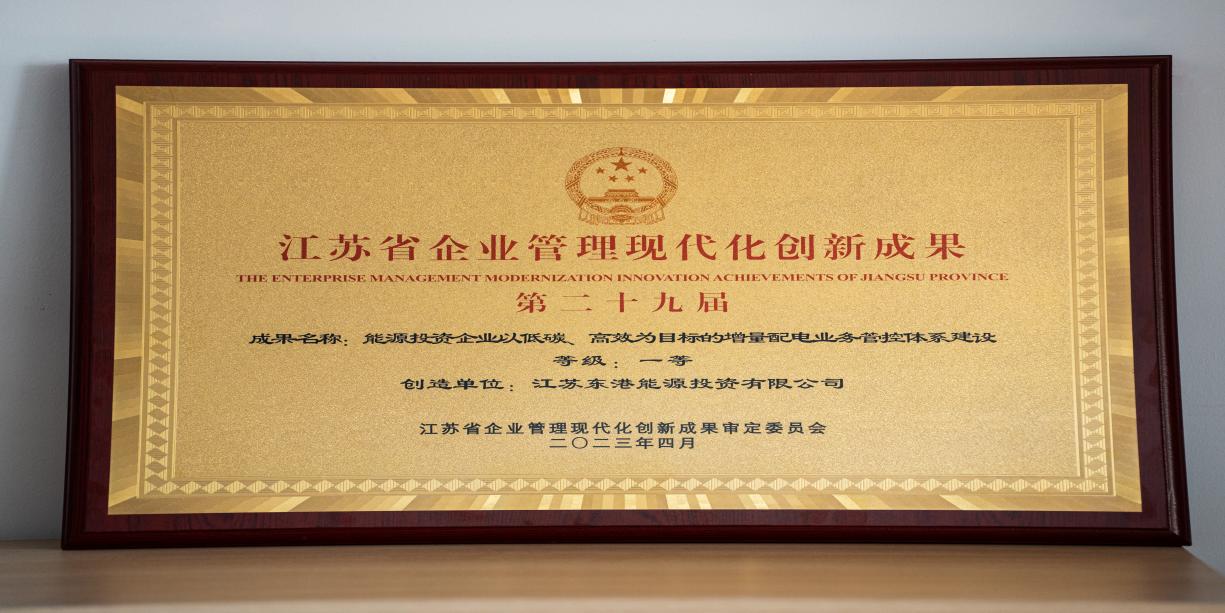 江苏省企业管理现代化创新成果
THE ENTERPRISE MANAGEMENT MODERNIZATION INNOVATION ACHIEVEMENTS OF JIANGSU PROVINCE
第二十九届
成果名称：能源投资企业以低碳、高效为目标的增量配电业务管控体系建设
等级：一等
创造单位：江苏东港能源投资有限公司
江苏省企业管理现代化创新成果审定委员会
二〇二三年四月